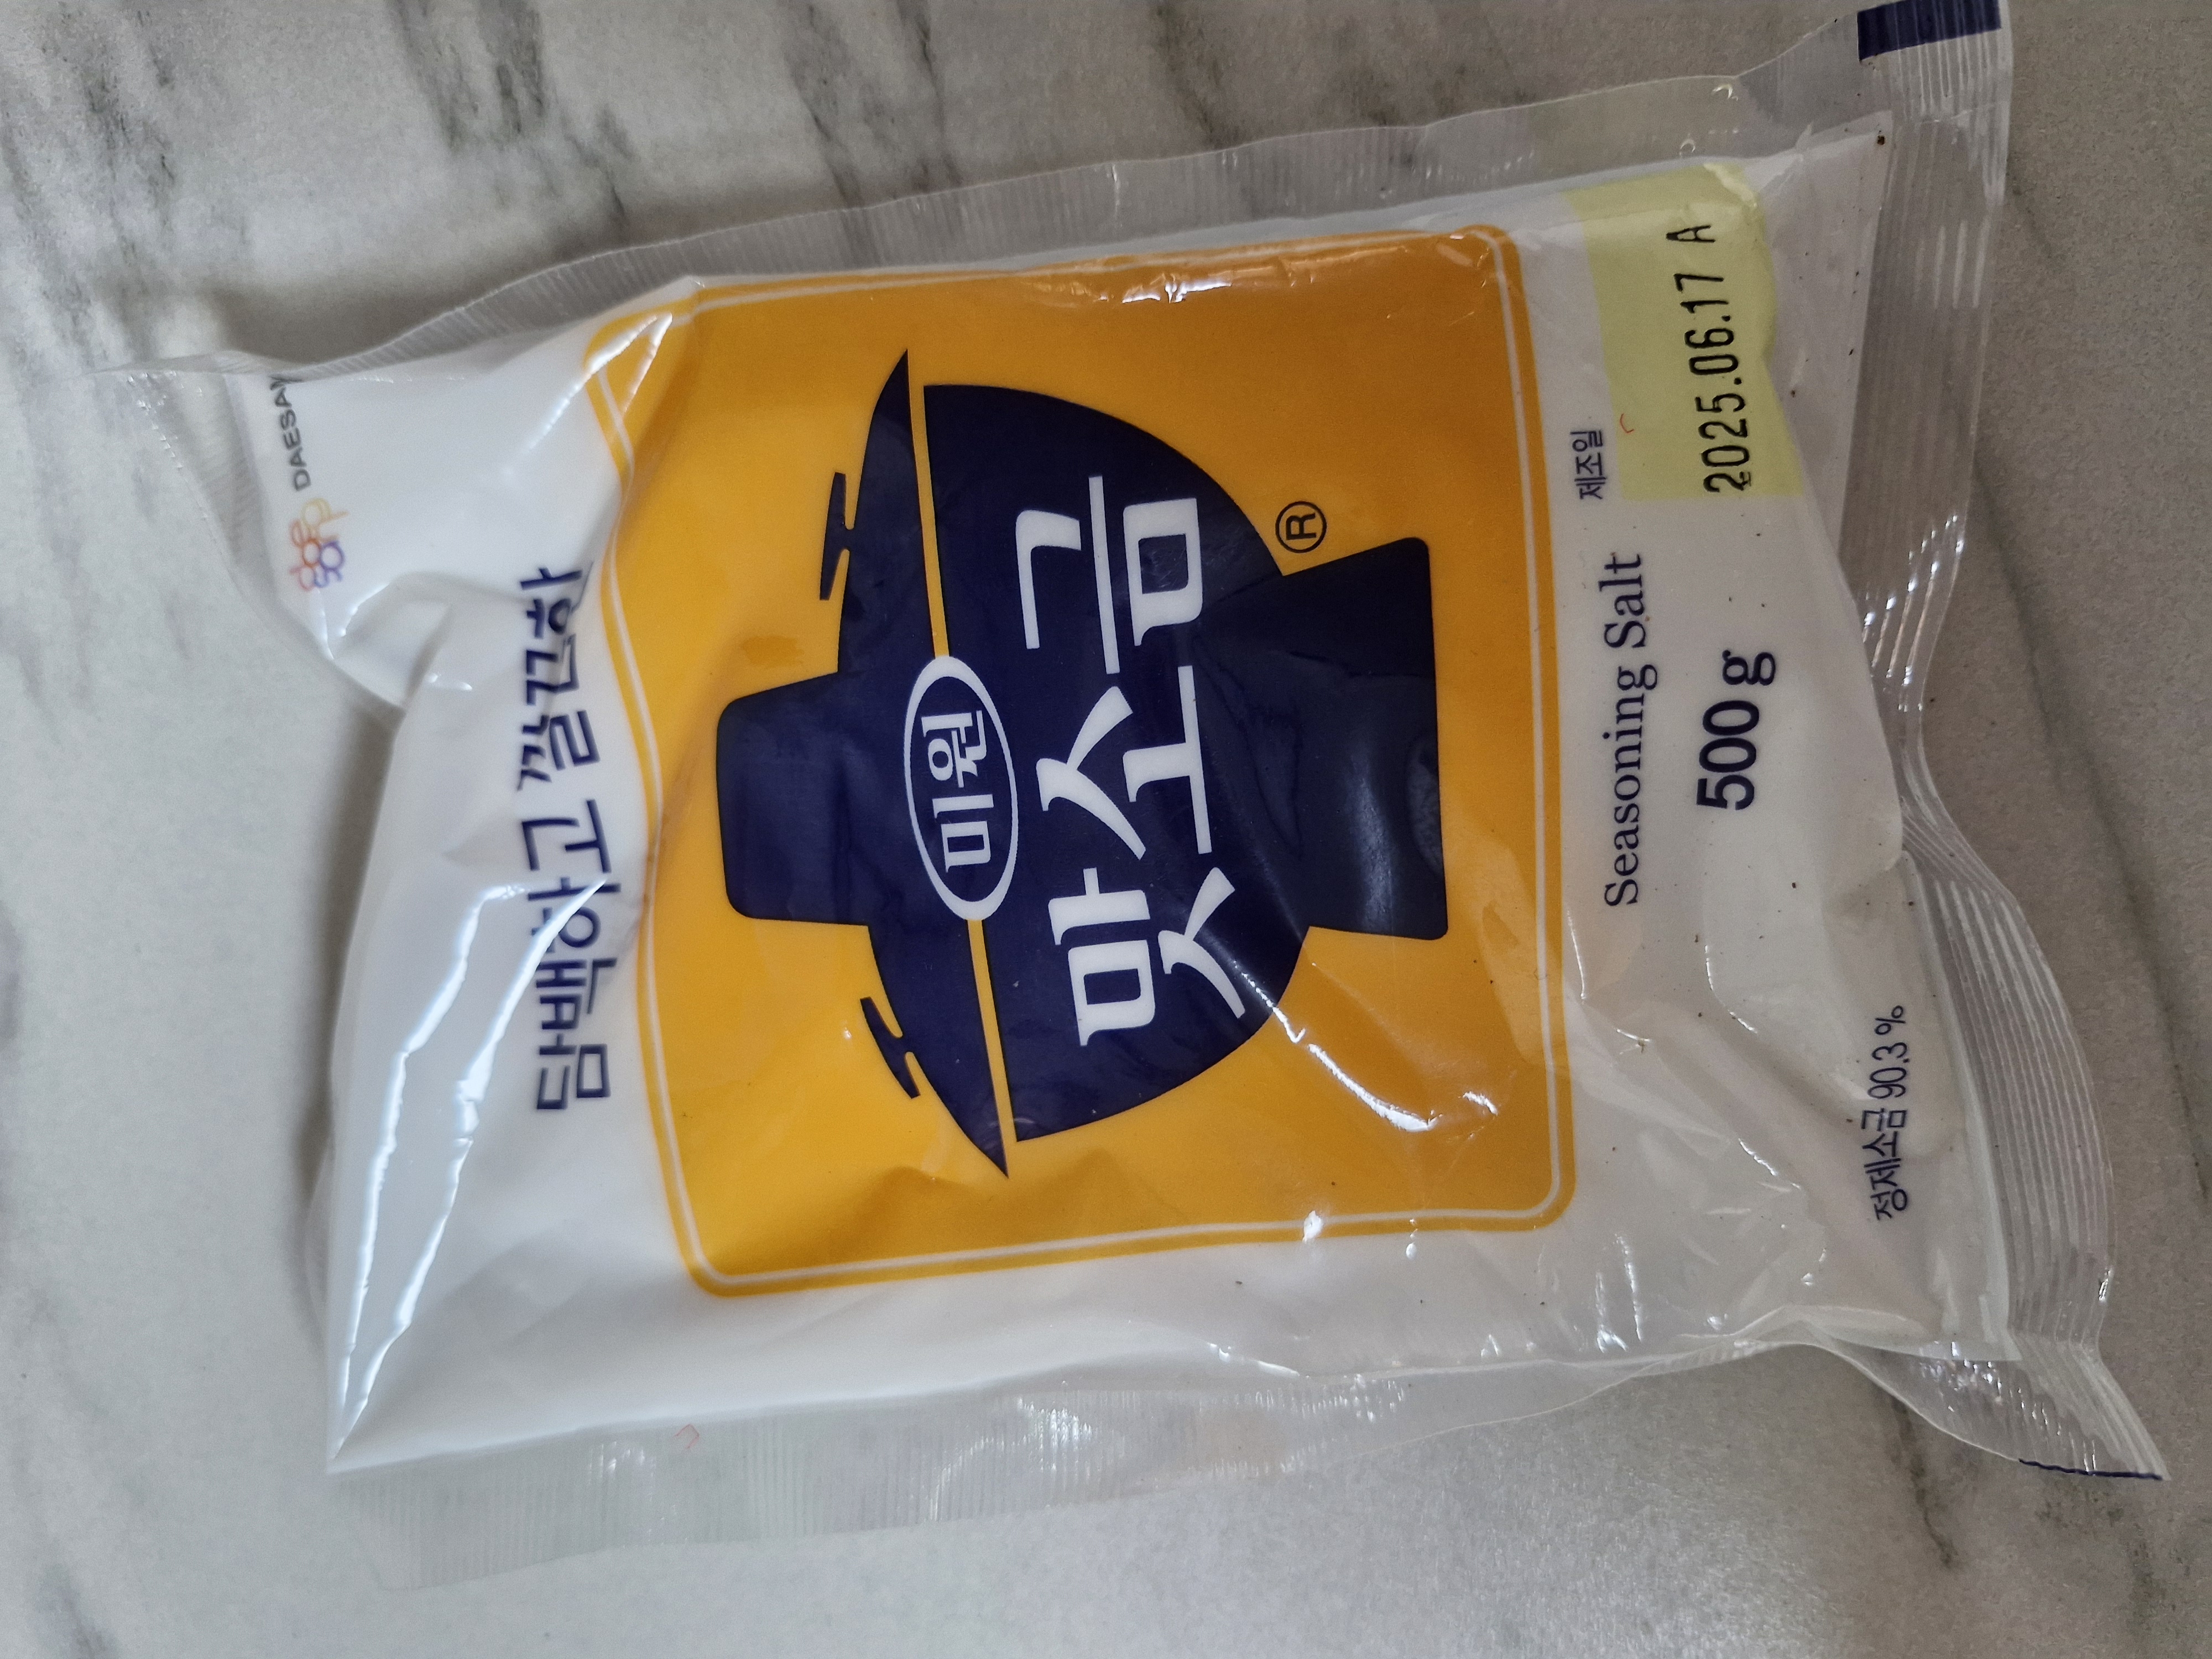 DAESAN
담백하고 깔끔한
미원
맛소금
®
제조일
2025.06.17 A
Seasoning Salt
500 g
정제소금 90.3 %